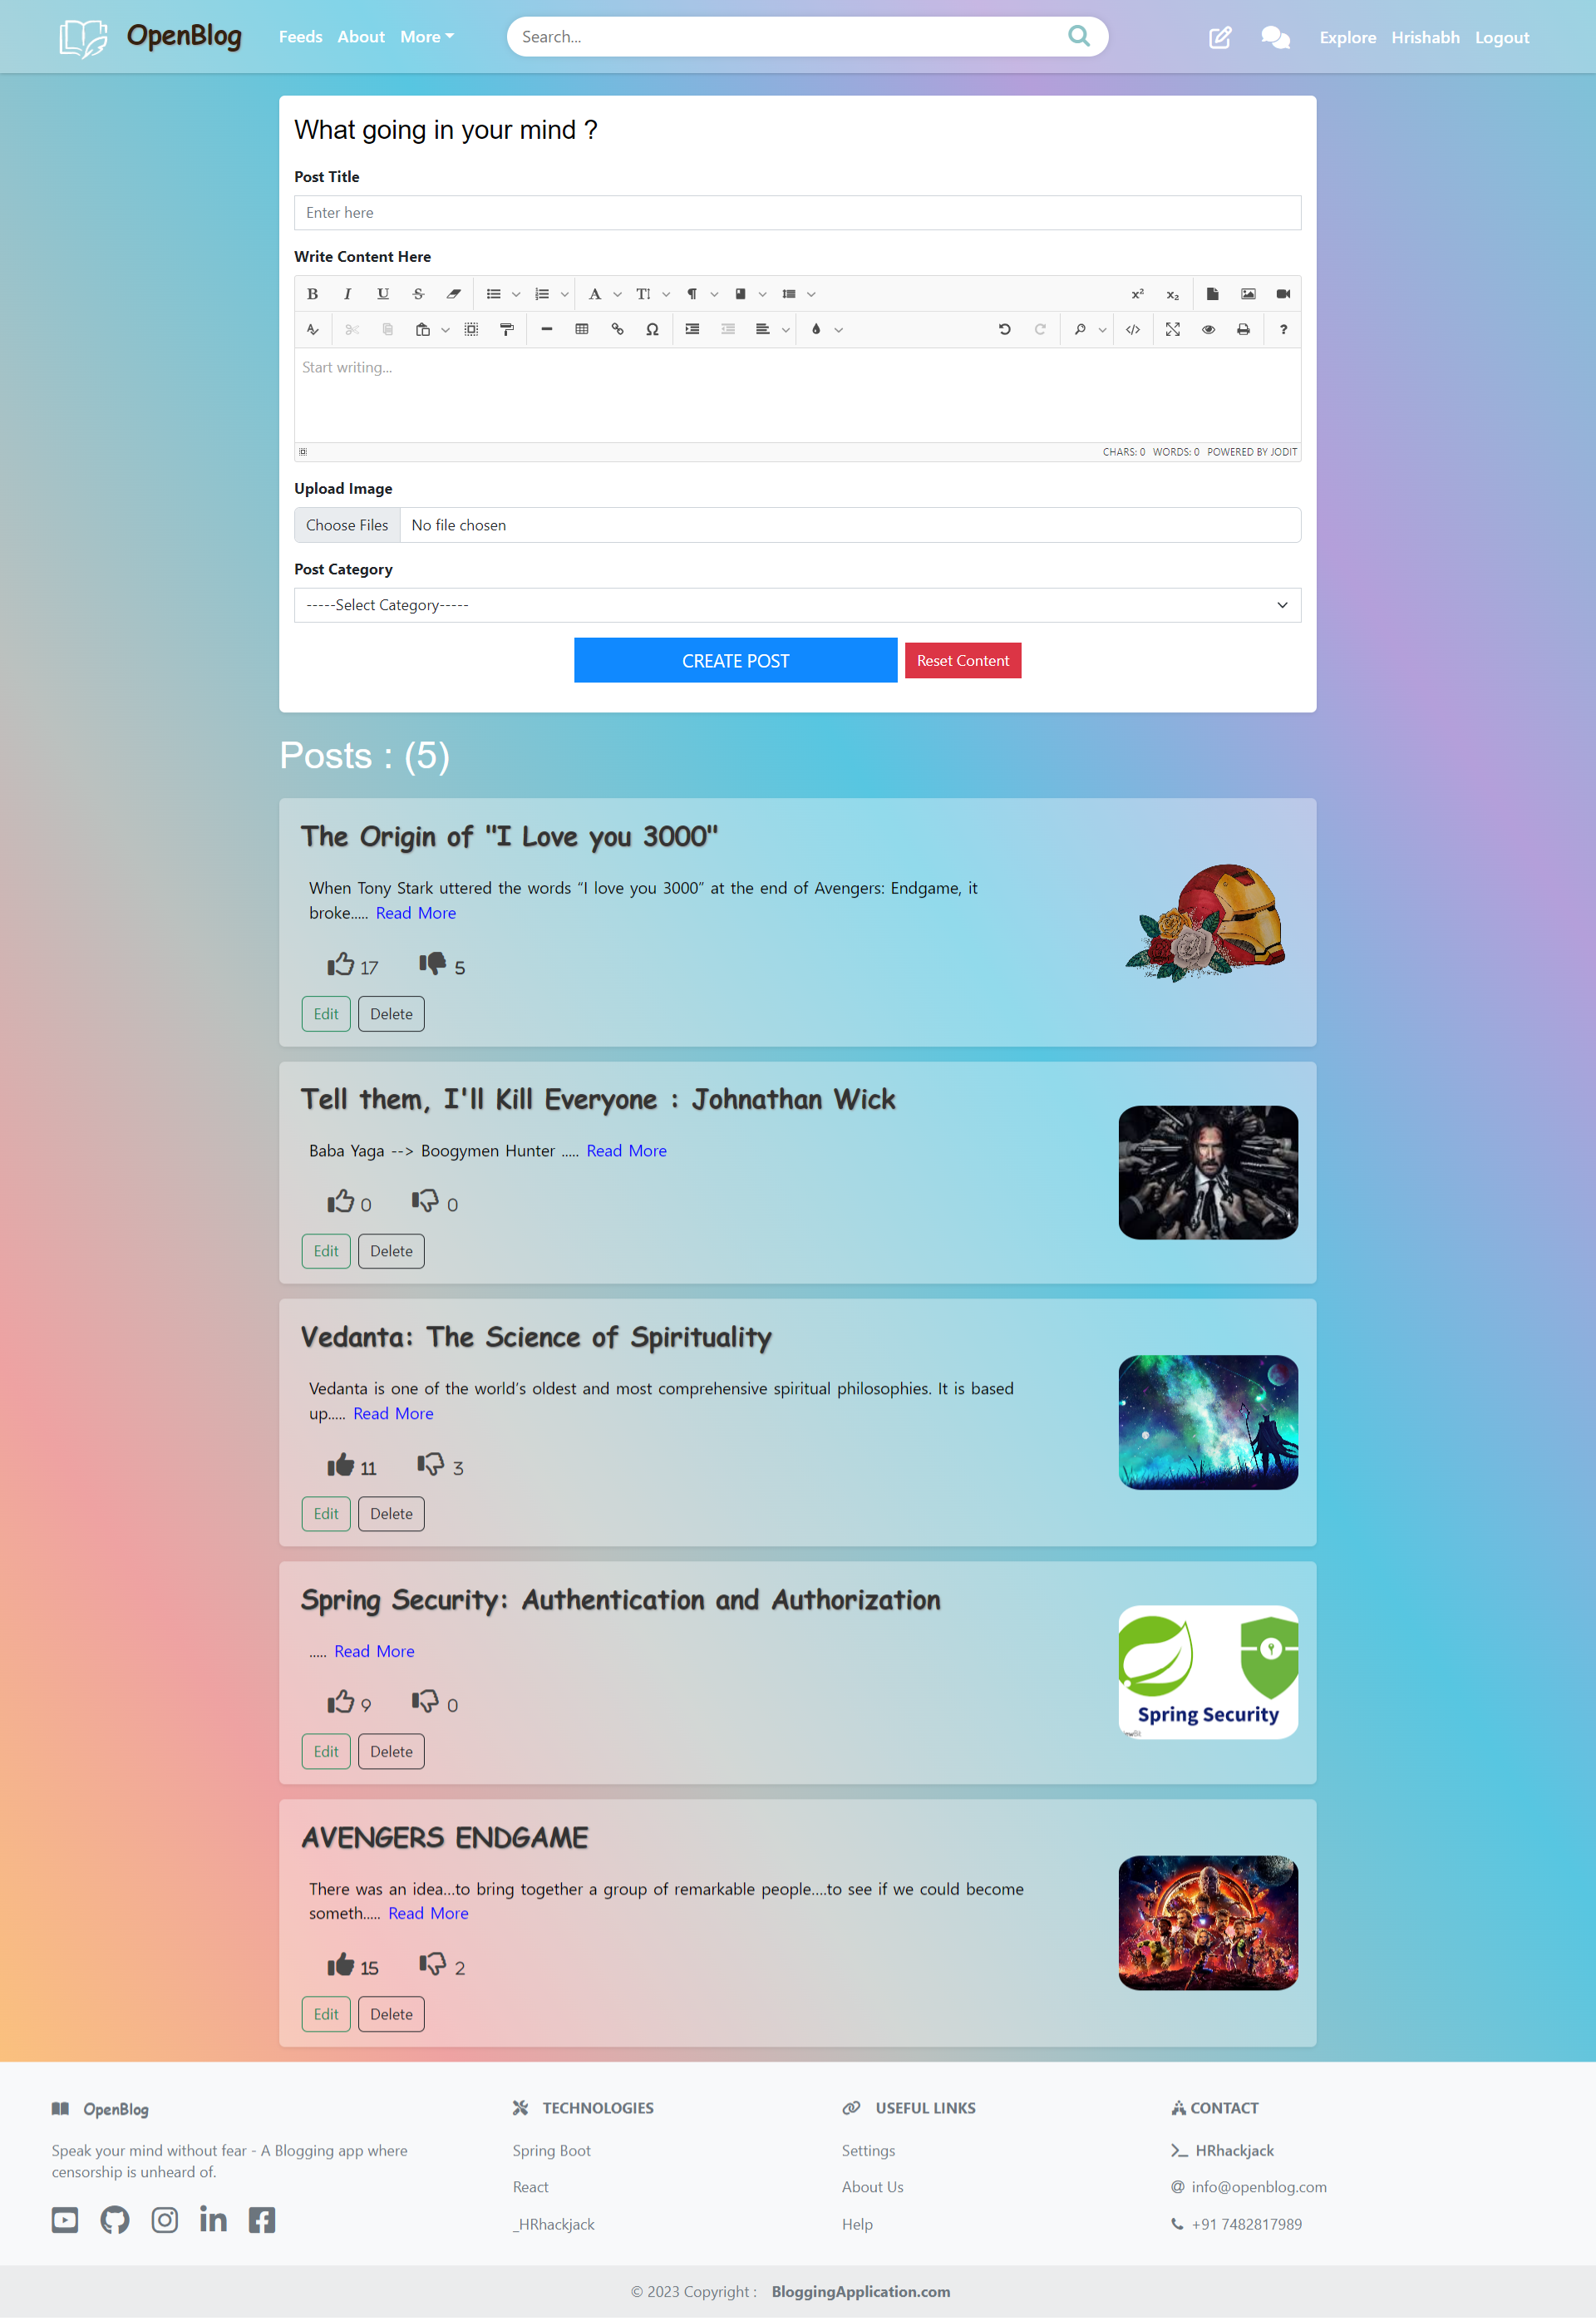 OpenBlog
Feeds About More
Search...
Explore Hrishabh Logout
What going in your mind ?
Post Title
Enter here
Write Content Here
Start writing...
CHARS: 0 WORDS: 0 POWERED BY JODIT
Upload Image
Choose Files No file chosen
Post Category
-----Select Category-----
CREATE POST Reset Content
Posts : (5)
The Origin of "I Love you 3000"
When Tony Stark uttered the words “I love you 3000” at the end of Avengers: Endgame, it
broke..... Read More
17 5
Edit Delete
Tell them, I'll Kill Everyone : Johnathan Wick
Baba Yaga --> Boogymen Hunter ..... Read More
0 0
Edit Delete
Vedanta: The Science of Spirituality
Vedanta is one of the world’s oldest and most comprehensive spiritual philosophies. It is based
up..... Read More
11 3
Edit Delete
Spring Security: Authentication and Authorization
..... Read More
9 0
Edit Delete
Spring Security
AVENGERS ENDGAME
There was an idea...to bring together a group of remarkable people....to see if we could become
someth..... Read More
15 2
Edit Delete
OpenBlog
Speak your mind without fear - A Blogging app where
censorship is unheard of.
TECHNOLOGIES
Spring Boot
React
_HRhackjack
USEFUL LINKS
Settings
About Us
Help
CONTACT
HRhackjack
info@openblog.com
+91 7482817989
© 2023 Copyright : BloggingApplication.com